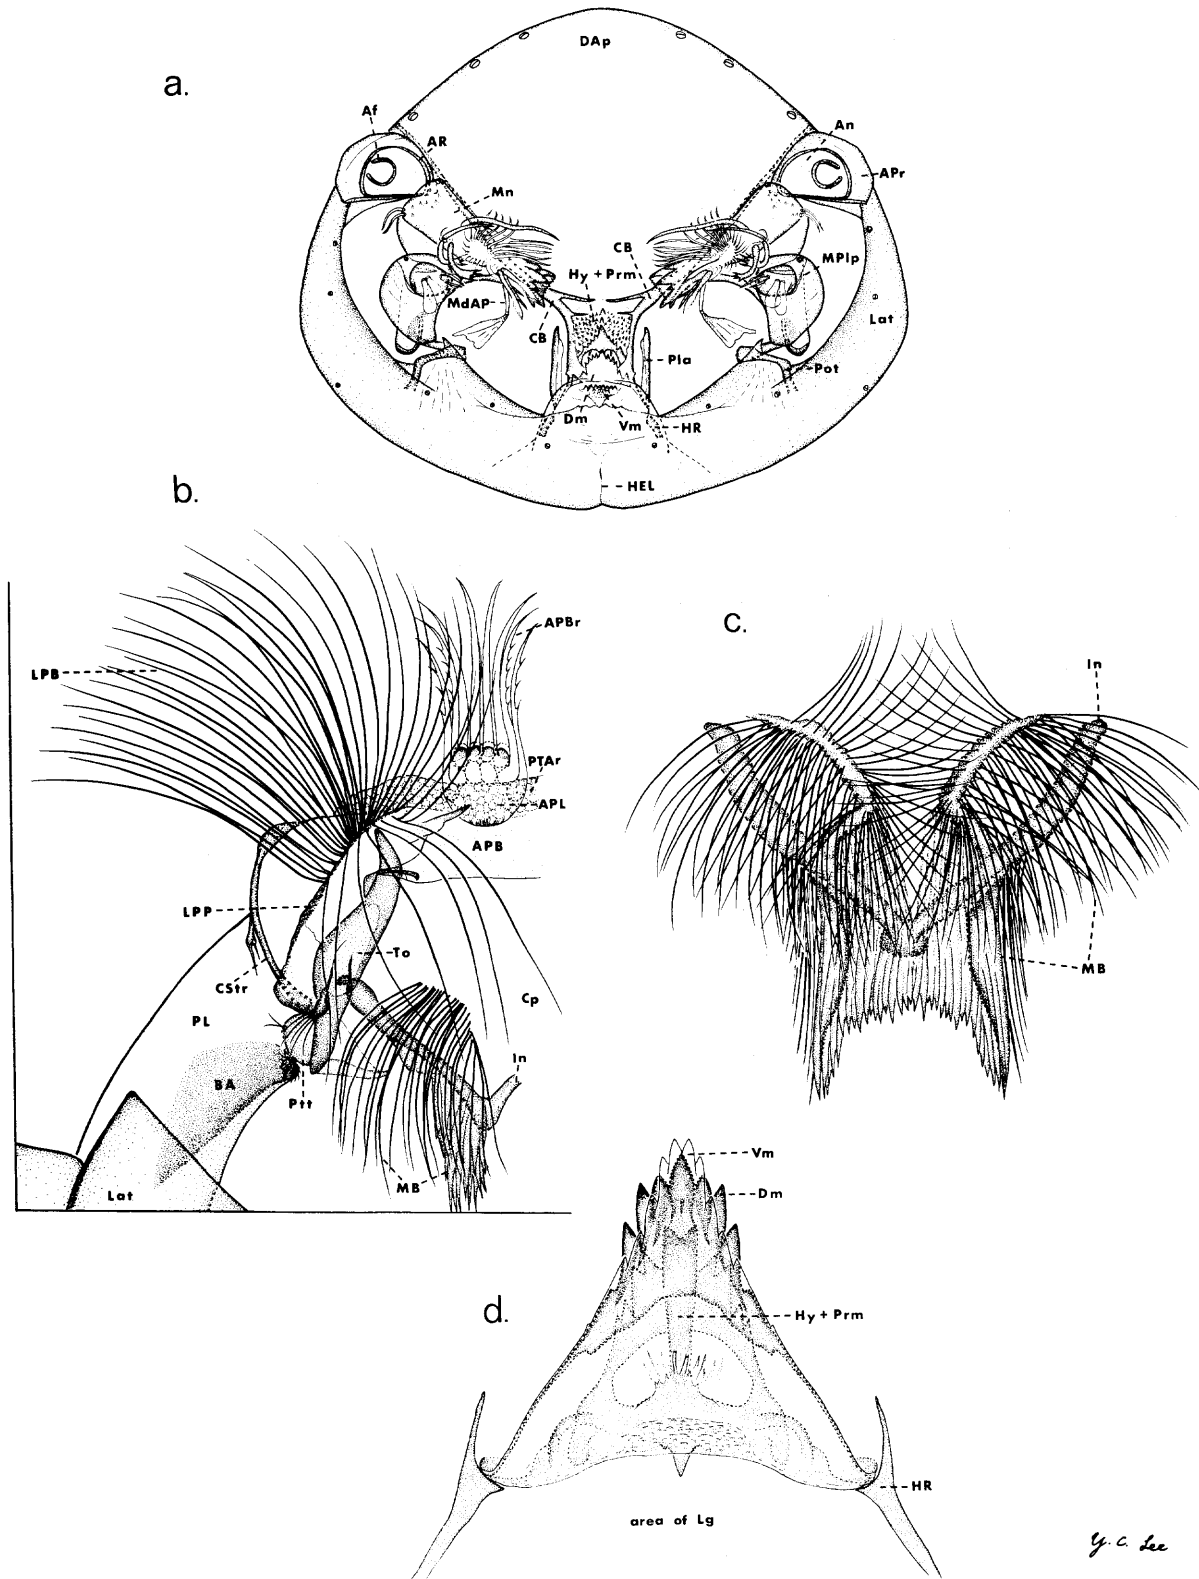 a.
DAp
Af
AR
An
APr
Mn
CB
Hy + Prm
MPlp
MdAP
CB
Lat
Pla
Pot
Dm
Vm
HR
HEL
b.
APBr
LPB
PTAr
APL
APB
LPP
To
CStr
Cp
PL
In
BA
Ptt
MB
Lat
c.
In
MB
Vm
Dm
d.
Hy + Prm
HR
area of Lg
Y. C. Lee